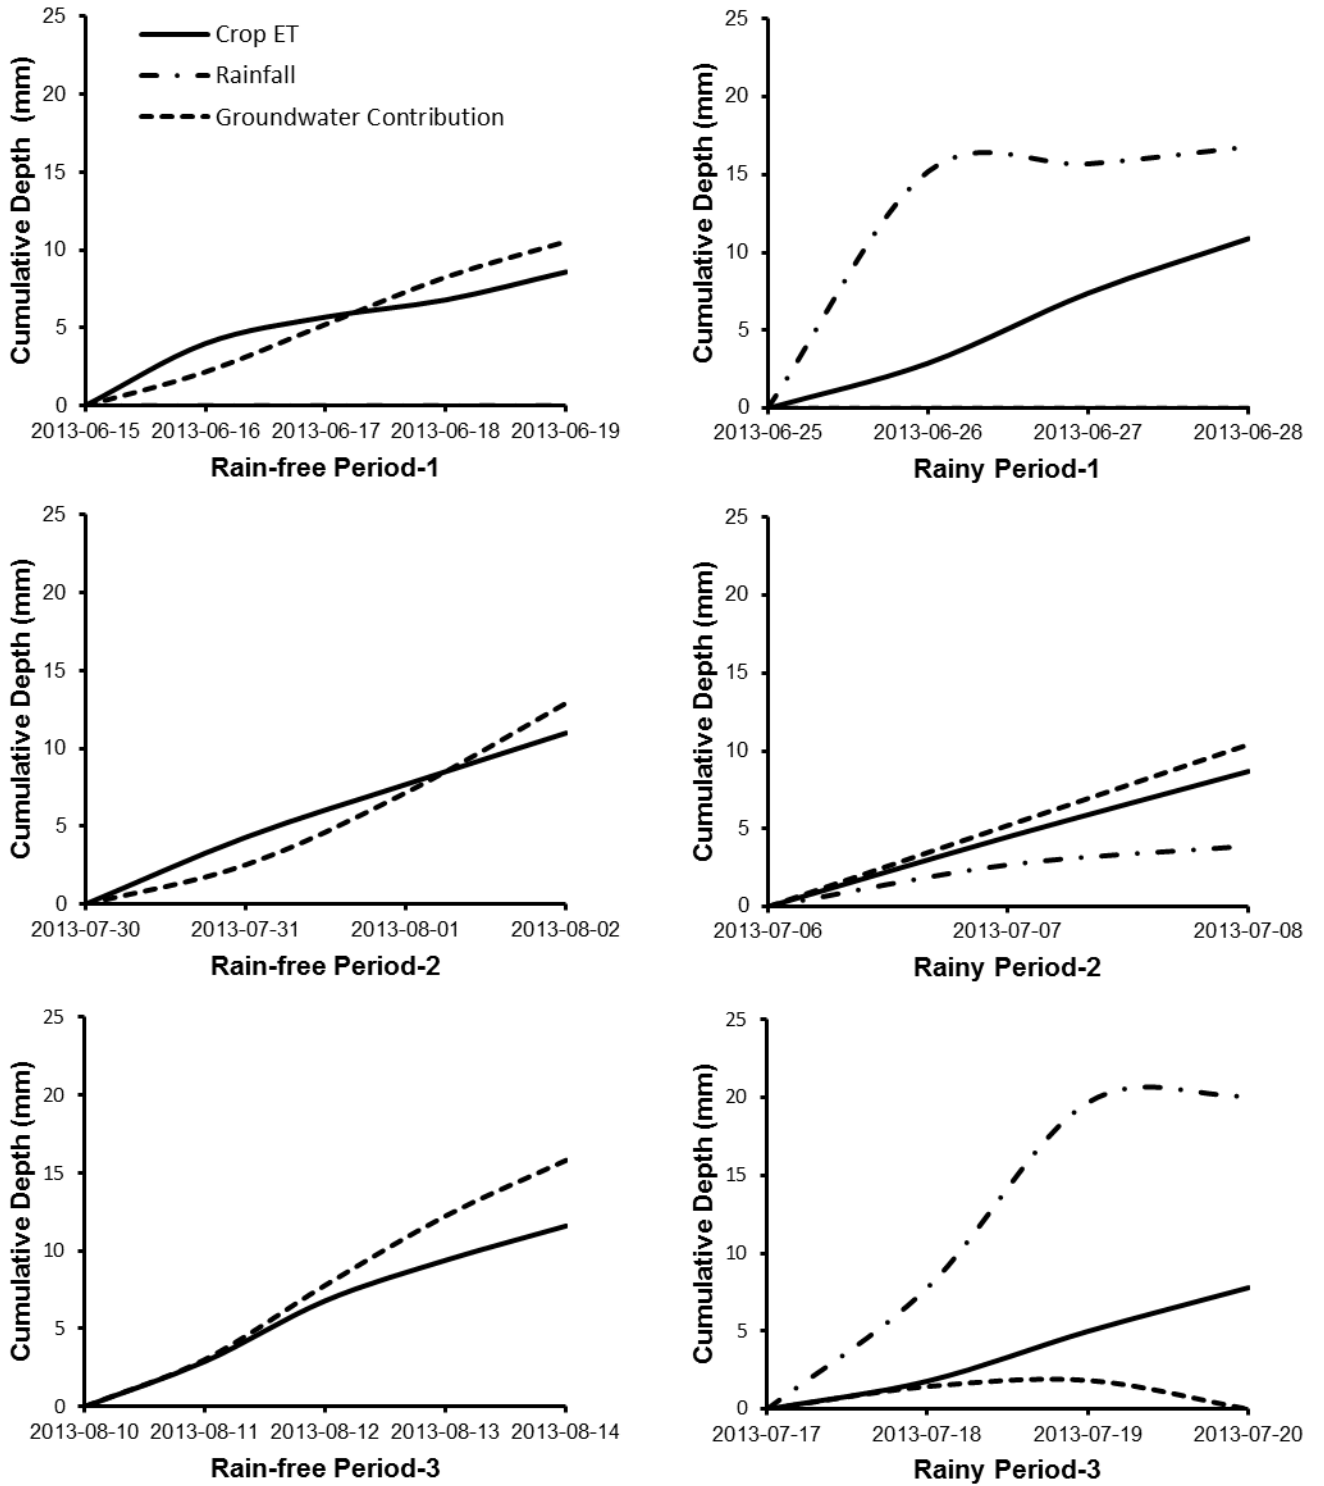 Crop ET
Rainfall
Groundwater Contribution
Cumulative Depth (mm)
25
20
15
10
5
0
2013-06-15 2013-06-16 2013-06-17 2013-06-18 2013-06-19
Rain-free Period-1
Cumulative Depth (mm)
25
20
15
10
5
0
2013-06-25 2013-06-26 2013-06-27 2013-06-28
Rainy Period-1
Cumulative Depth (mm)
25
20
15
10
5
0
2013-07-30 2013-07-31 2013-08-01 2013-08-02
Rain-free Period-2
Cumulative Depth (mm)
25
20
15
10
5
0
2013-07-06 2013-07-07 2013-07-08
Rainy Period-2
Cumulative Depth (mm)
25
20
15
10
5
0
2013-08-10 2013-08-11 2013-08-12 2013-08-13 2013-08-14
Rain-free Period-3
Cumulative Depth (mm)
25
20
15
10
5
0
2013-07-17 2013-07-18 2013-07-19 2013-07-20
Rainy Period-3